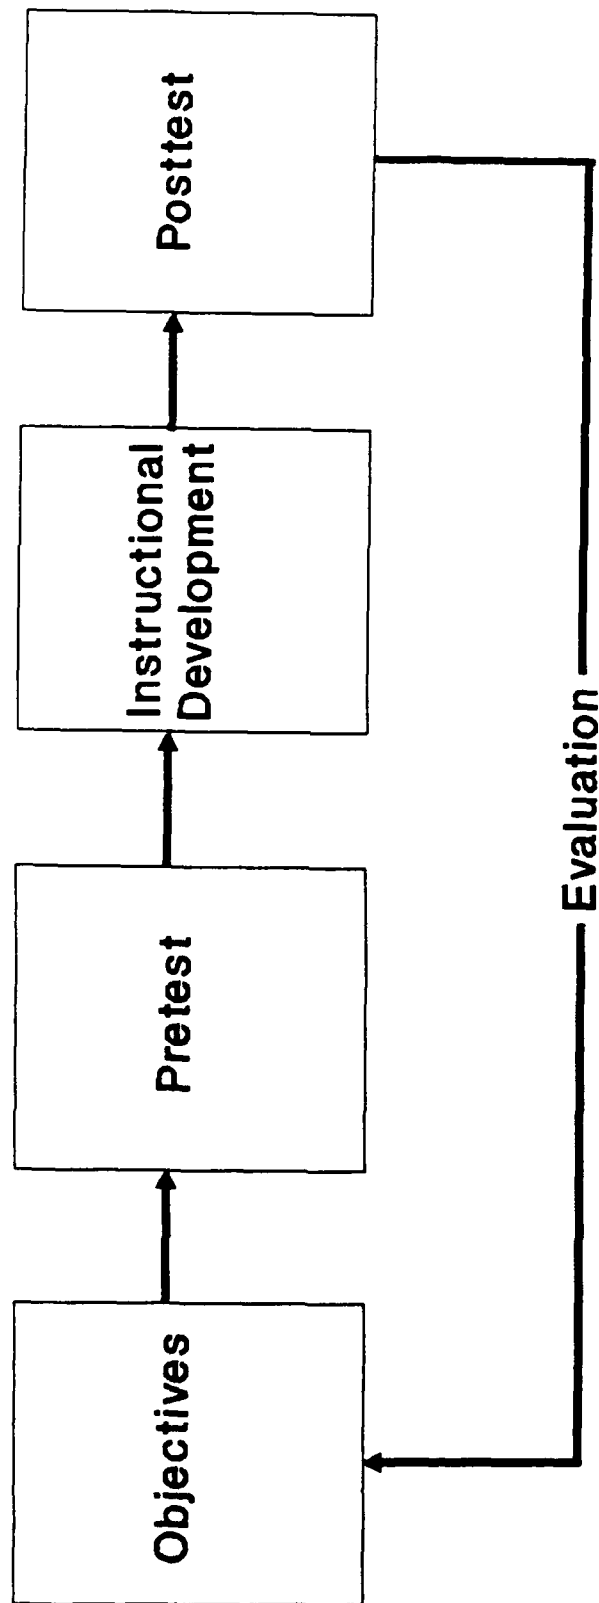 Objectives
Pretest
Instructional
Development
Posttest
Evaluation